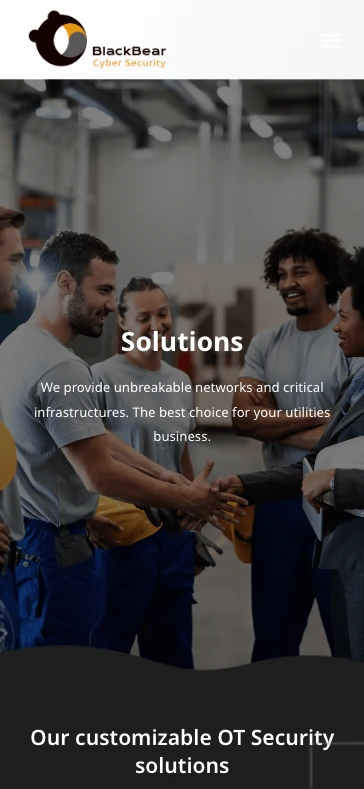 BlackBear
Cyber Security
Solutions
We provide unbreakable networks and critical
infrastructures. The best choice for your utilities
business.
Our customizable OT Security
solutions